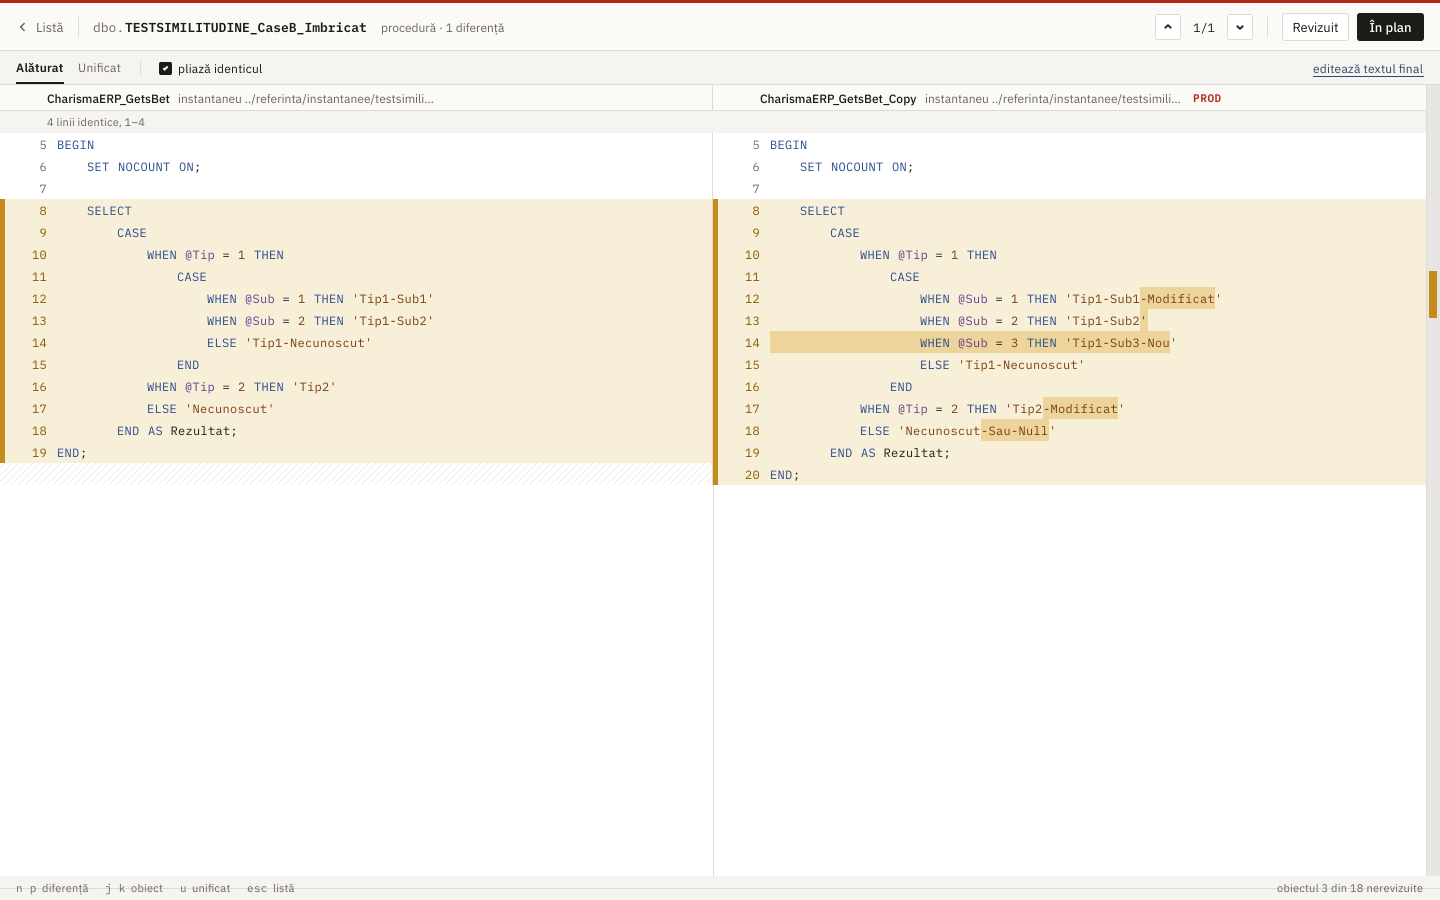 Listă dbo.TESTSIMILITUDINE_CaseB_Imbricat procedură · 1 diferență 1/1 Revizuit În plan
Alăturat Unificat pliază identicul editează textul final
CharismaERP_GetsBet instantaneu ../referinta/instantanee/testsimili...
4 linii identice, 1–4
5 BEGIN
6     SET NOCOUNT ON;
7
8     SELECT
9         CASE
10             WHEN @Tip = 1 THEN
11                 CASE
12                     WHEN @Sub = 1 THEN 'Tip1-Sub1'
13                     WHEN @Sub = 2 THEN 'Tip1-Sub2'
14                     ELSE 'Tip1-Necunoscut'
15                 END
16             WHEN @Tip = 2 THEN 'Tip2'
17             ELSE 'Necunoscut'
18         END AS Rezultat;
19 END;
CharismaERP_GetsBet_Copy instantaneu ../referinta/instantanee/testsimili... PROD
5 BEGIN
6     SET NOCOUNT ON;
7
8     SELECT
9         CASE
10             WHEN @Tip = 1 THEN
11                 CASE
12                     WHEN @Sub = 1 THEN 'Tip1-Sub1-Modificat'
13                     WHEN @Sub = 2 THEN 'Tip1-Sub2'
14                     WHEN @Sub = 3 THEN 'Tip1-Sub3-Nou'
15                     ELSE 'Tip1-Necunoscut'
16                 END
17             WHEN @Tip = 2 THEN 'Tip2-Modificat'
18             ELSE 'Necunoscut-Sau-Null'
19         END AS Rezultat;
20 END;
n p diferență j k obiect u unificat esc listă obiectul 3 din 18 nerevizuite